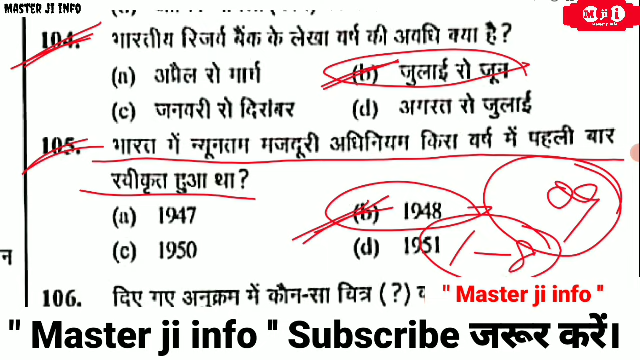 MASTER JI INFO
Mji
104. भारतीय रिजर्व बैंक के लेखा वर्ष की अवधि क्या है?
(a) अप्रैल से मार्च (b) जुलाई से जून
(c) जनवरी से दिसंबर (d) अगस्त से जुलाई
105. भारत में न्यूनतम मजदूरी अधिनियम किस वर्ष में पहली बार
स्वीकृत हुआ था?
(a) 1947 (b) 1948
(c) 1950 (d) 1951
न
106. दिए गए अनुक्रम में कौन-सा चित्र (?)
" Master ji info "
" Master ji info " Subscribe जरूर करें।